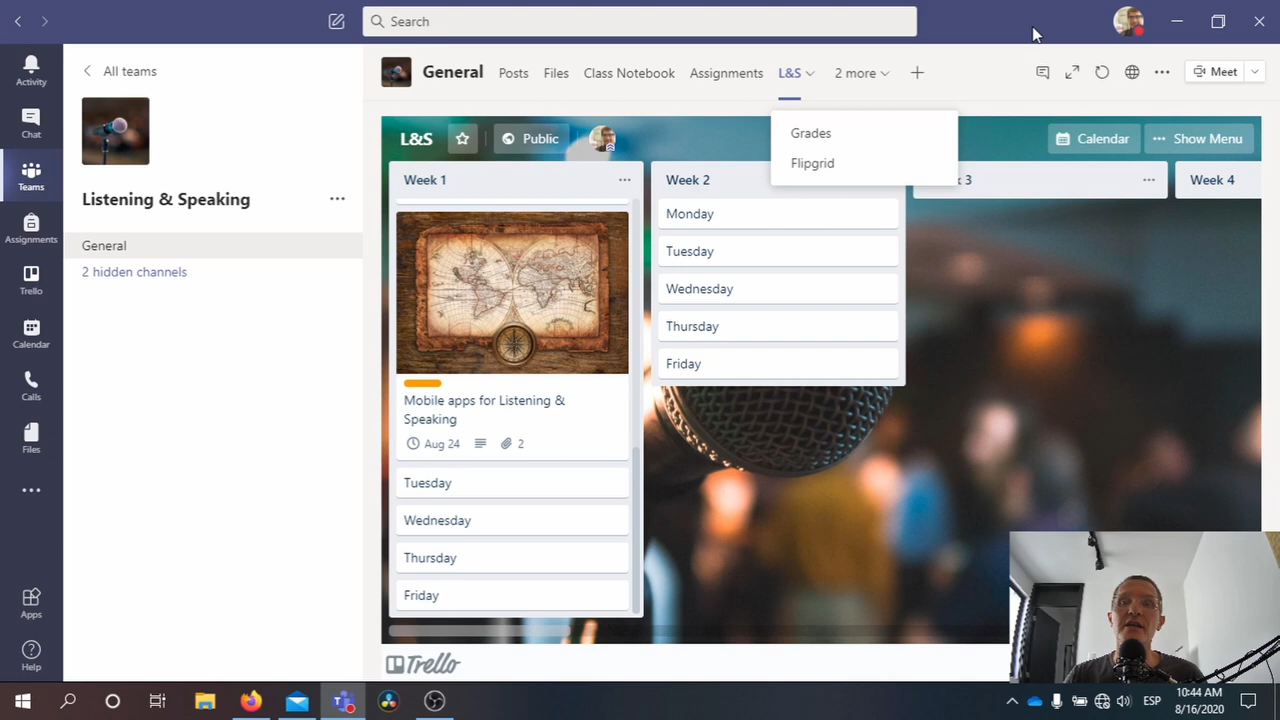 Search
Activity
Chat
Teams
Assignments
Trello
Calendar
Calls
Files
Apps
Help
All teams
Listening & Speaking
General
2 hidden channels
General
Posts
Files
Class Notebook
Assignments
L&S
2 more
Meet
Grades
Flipgrid
L&S
Public
Calendar
Show Menu
Week 1
Mobile apps for Listening &
Speaking
Aug 24
2
Tuesday
Wednesday
Thursday
Friday
Week 2
Monday
Tuesday
Wednesday
Thursday
Friday
k 3
Week 4
Trello
ESP
10:44 AM
8/16/2020